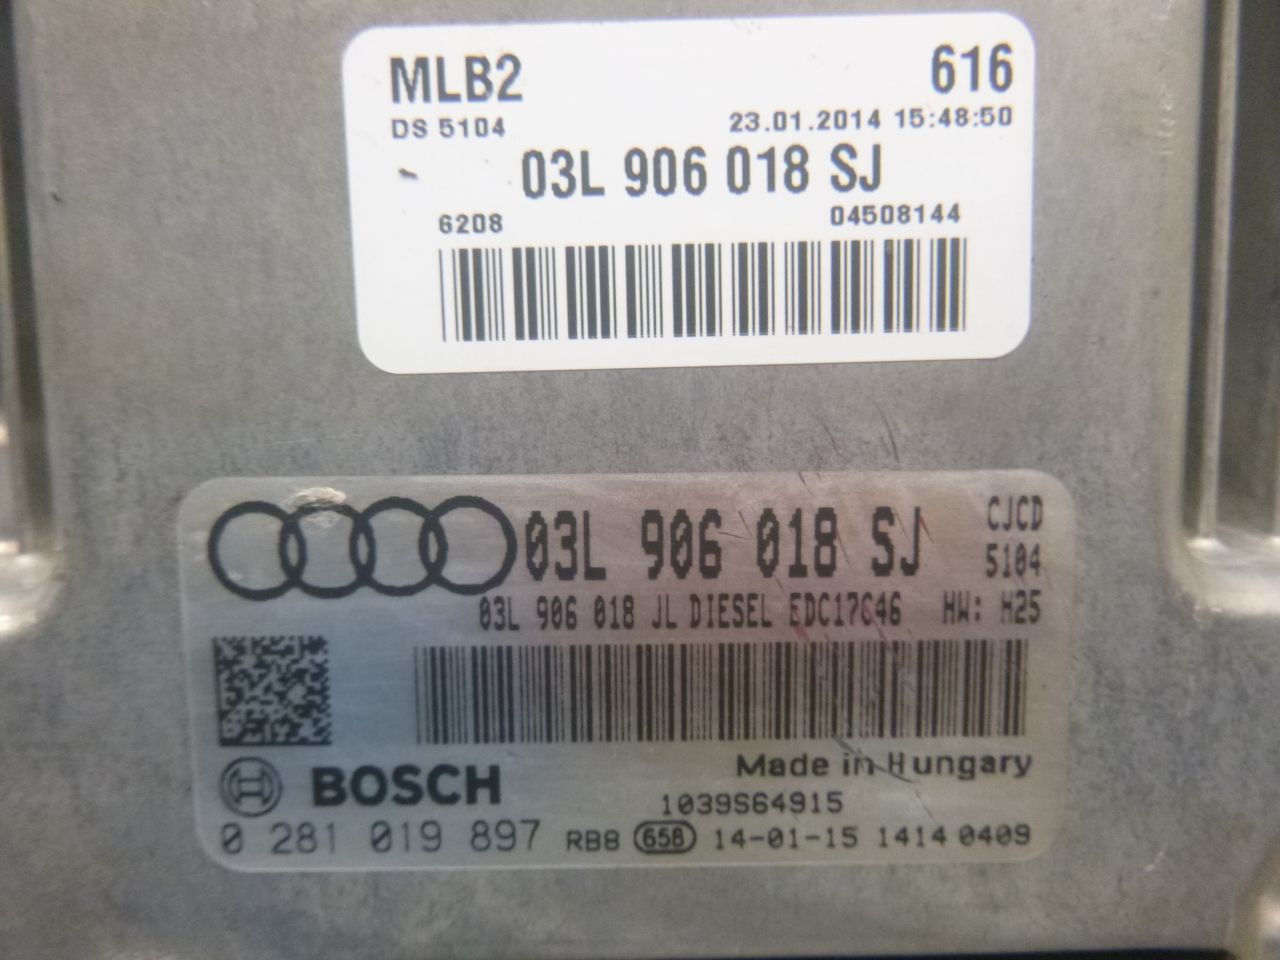 MLB2 616
DS 5104 23.01.2014 15:48:50
03L 906 018 SJ
6208 04508144
03L 906 018 SJ CJCD
5104
03L 906 018 JL DIESEL EDC17C46 HW: H25
Made in Hungary
BOSCH
1039S64915
0 281 019 897 RB8 658 14-01-15 1414 0409